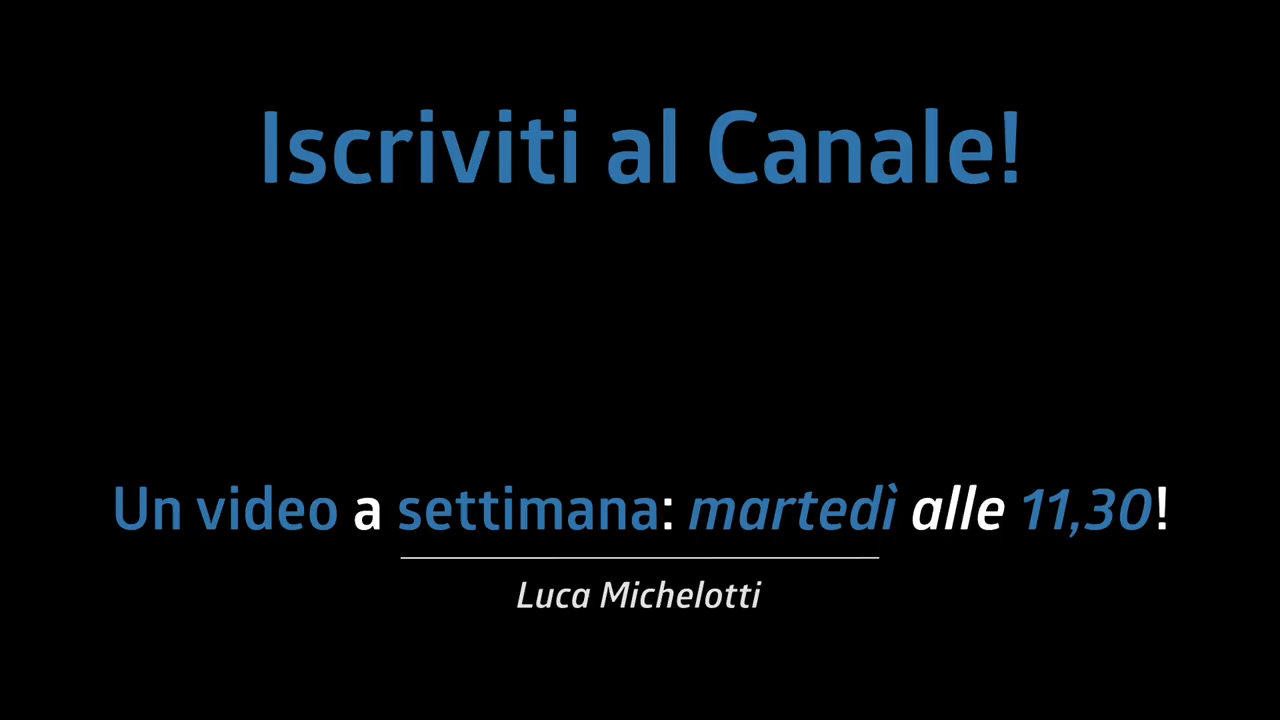 Iscriviti al Canale!
Un video a settimana: martedì alle 11,30!
Luca Michelotti